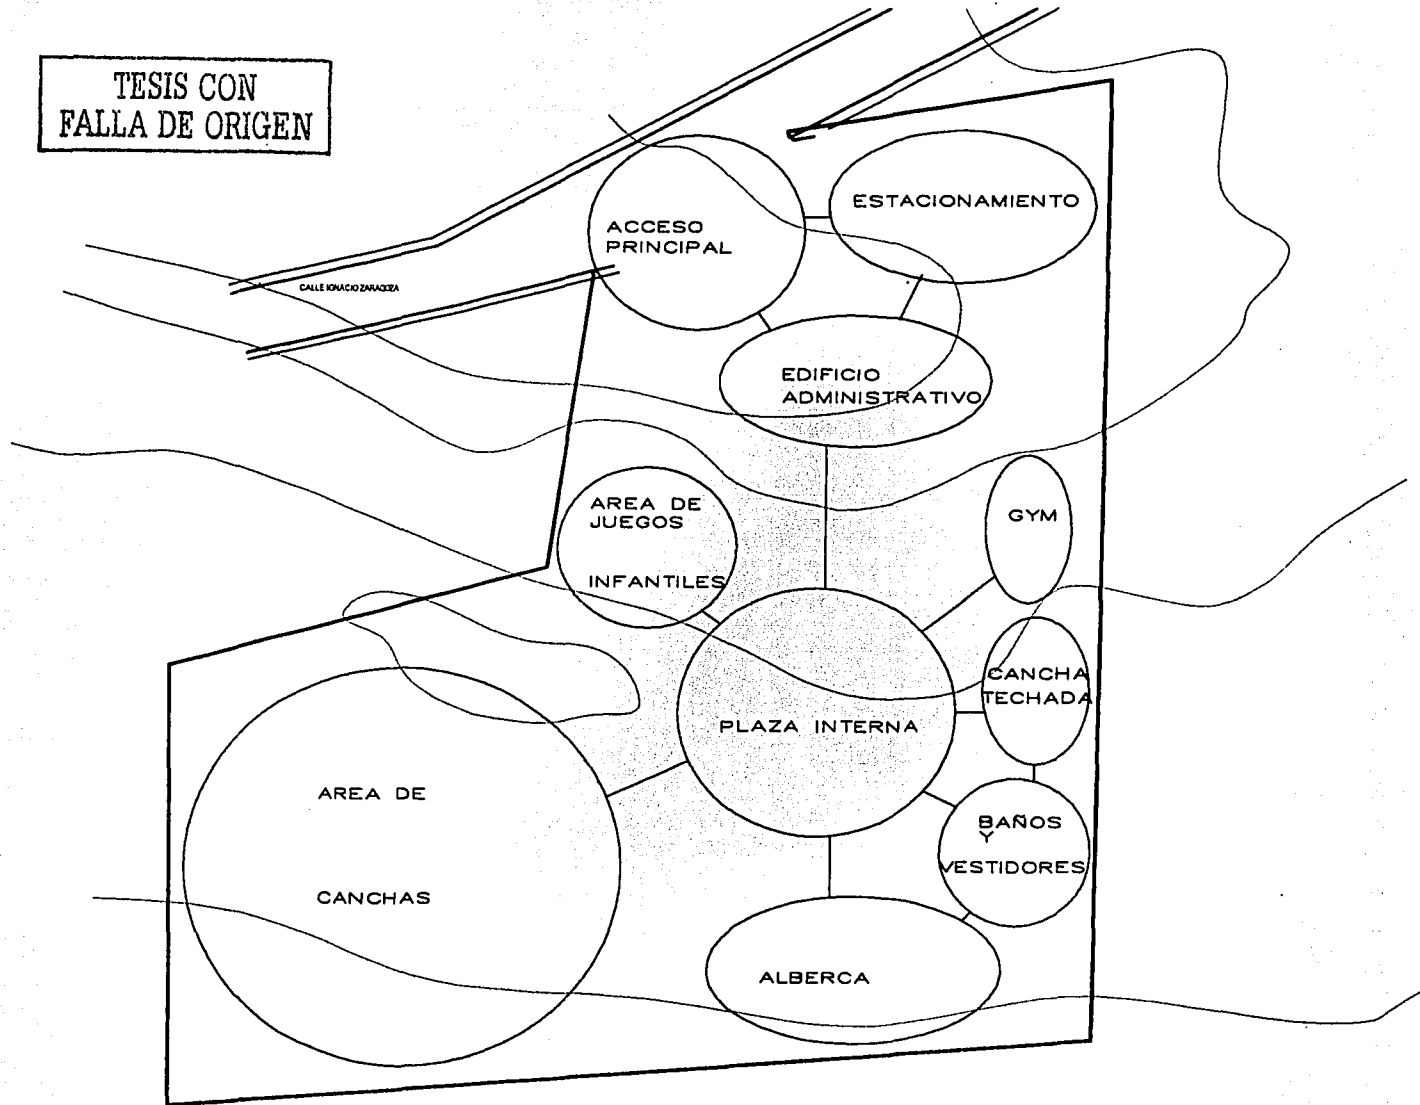 TESIS CON
FALLA DE ORIGEN
ESTACIONAMIENTO
ACCESO
PRINCIPAL
CALLE IGNACIO ZARAGOZA
EDIFICIO
ADMINISTRATIVO
AREA DE
JUEGOS
INFANTILES
GYM
CANCHA
TECHADA
PLAZA INTERNA
AREA DE
CANCHAS
BAÑOS
Y
VESTIDORES
ALBERCA